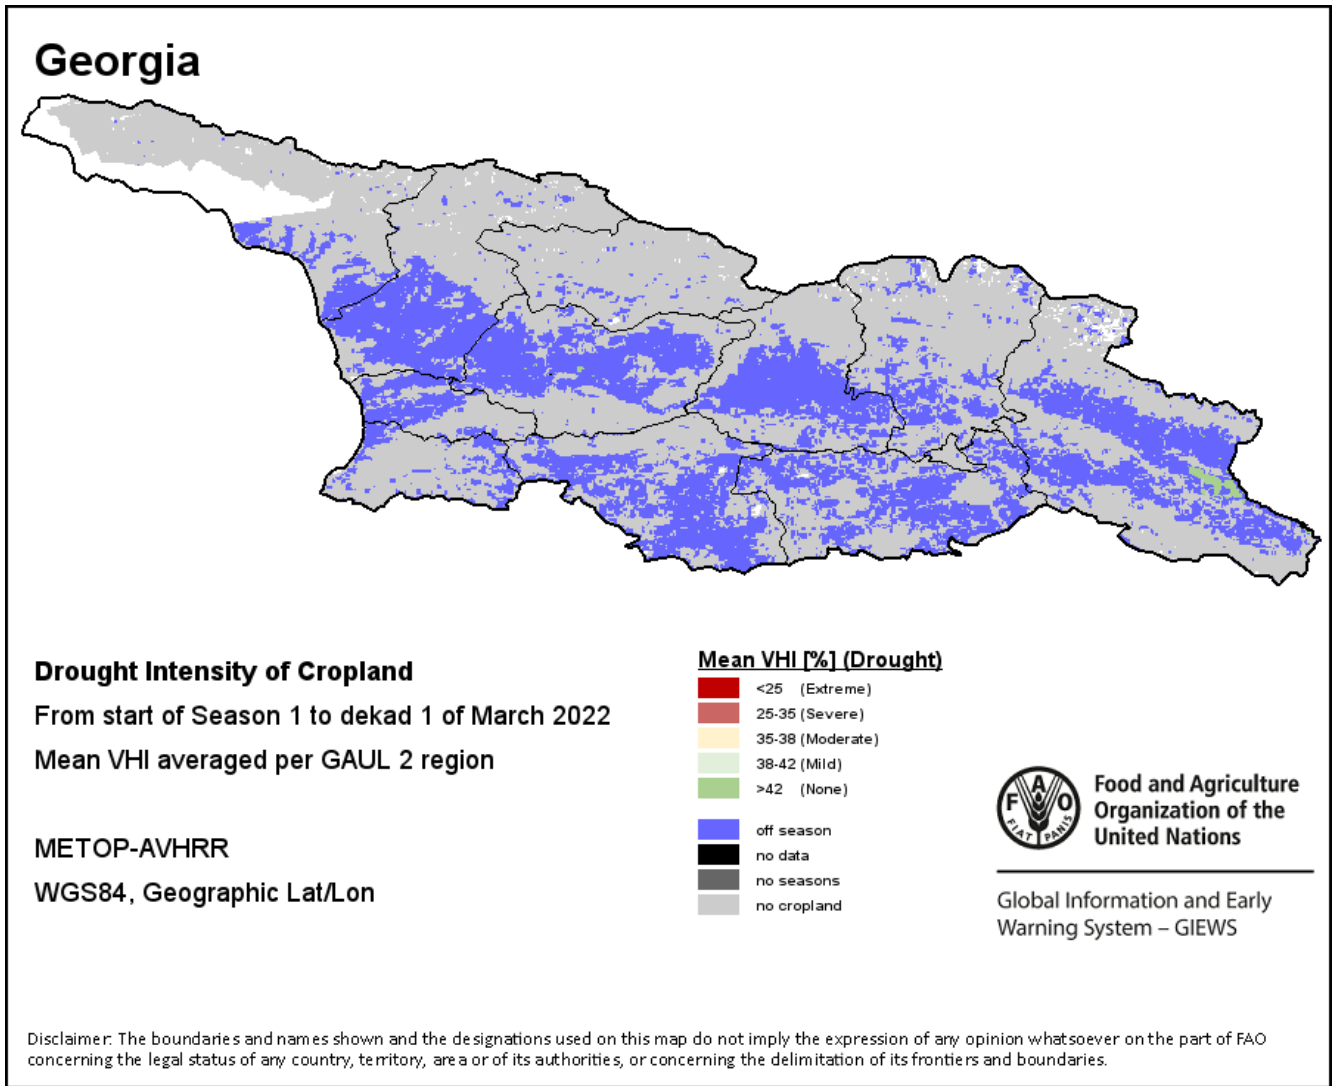 Georgia
Drought Intensity of Cropland
From start of Season 1 to dekad 1 of March 2022
Mean VHI averaged per GAUL 2 region
METOP-AVHRR
WGS84, Geographic Lat/Lon
Mean VHI [%] (Drought)
<25 (Extreme)
25-35 (Severe)
35-38 (Moderate)
38-42 (Mild)
>42 (None)
off season
no data
no seasons
no cropland
F A O
FIAT PANIS
Food and Agriculture
Organization of the
United Nations
Global Information and Early
Warning System – GIEWS
Disclaimer: The boundaries and names shown and the designations used on this map do not imply the expression of any opinion whatsoever on the part of FAO
concerning the legal status of any country, territory, area or of its authorities, or concerning the delimitation of its frontiers and boundaries.